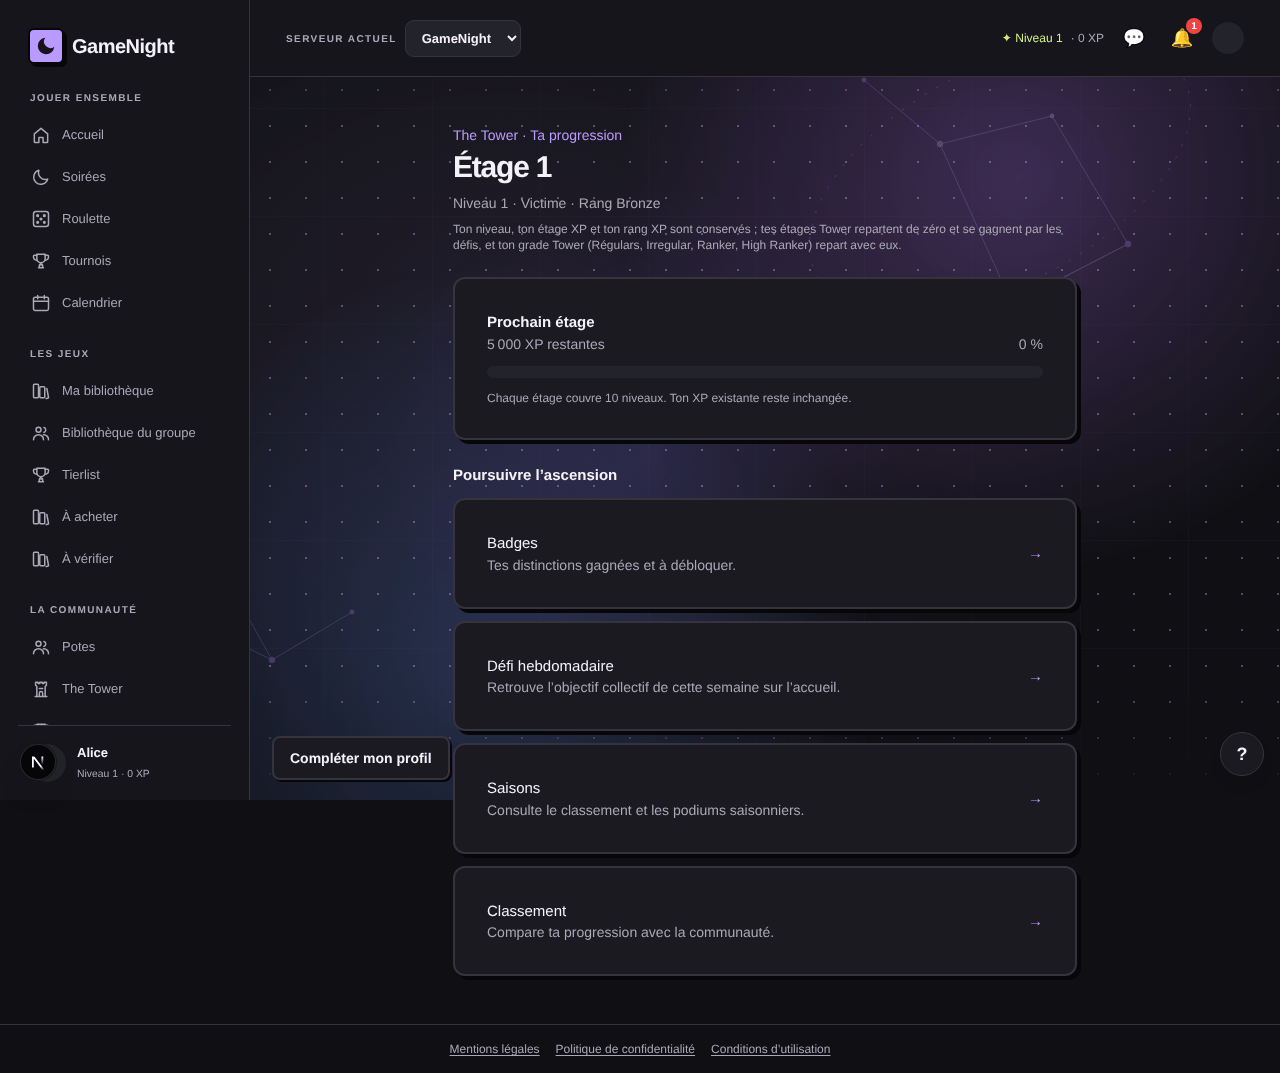 GameNight
JOUER ENSEMBLE
Accueil
Soirées
Roulette
Tournois
Calendrier
LES JEUX
Ma bibliothèque
Bibliothèque du groupe
Tierlist
À acheter
À vérifier
LA COMMUNAUTÉ
Potes
The Tower
Alice
Niveau 1 · 0 XP
SERVEUR ACTUEL
GameNight
✦ Niveau 1 · 0 XP
1
The Tower · Ta progression
Étage 1
Niveau 1 · Victime · Rang Bronze
Ton niveau, ton étage XP et ton rang XP sont conservés ; tes étages Tower repartent de zéro et se gagnent par les
défis, et ton grade Tower (Régulars, Irregular, Ranker, High Ranker) repart avec eux.
Prochain étage
5 000 XP restantes
0 %
Chaque étage couvre 10 niveaux. Ton XP existante reste inchangée.
Poursuivre l’ascension
Badges
Tes distinctions gagnées et à débloquer.
→
Défi hebdomadaire
Retrouve l’objectif collectif de cette semaine sur l’accueil.
→
Compléter mon profil
Saisons
Consulte le classement et les podiums saisonniers.
→
?
Classement
Compare ta progression avec la communauté.
→
Mentions légales
Politique de confidentialité
Conditions d’utilisation